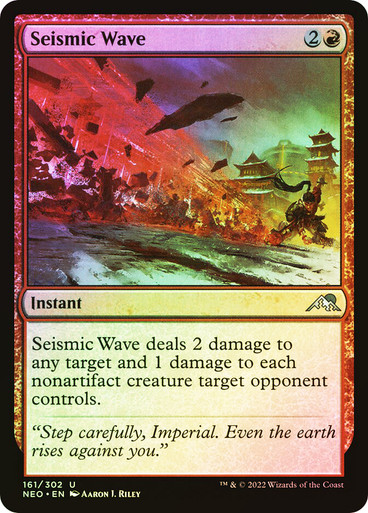 Seismic Wave 2
Instant
Seismic Wave deals 2 damage to
any target and 1 damage to each
nonartifact creature target opponent
controls.
“Step carefully, Imperial. Even the earth
rises against you.”
161/302 U
NEO • EN Aaron J. Riley
™ & © 2022 Wizards of the Coast